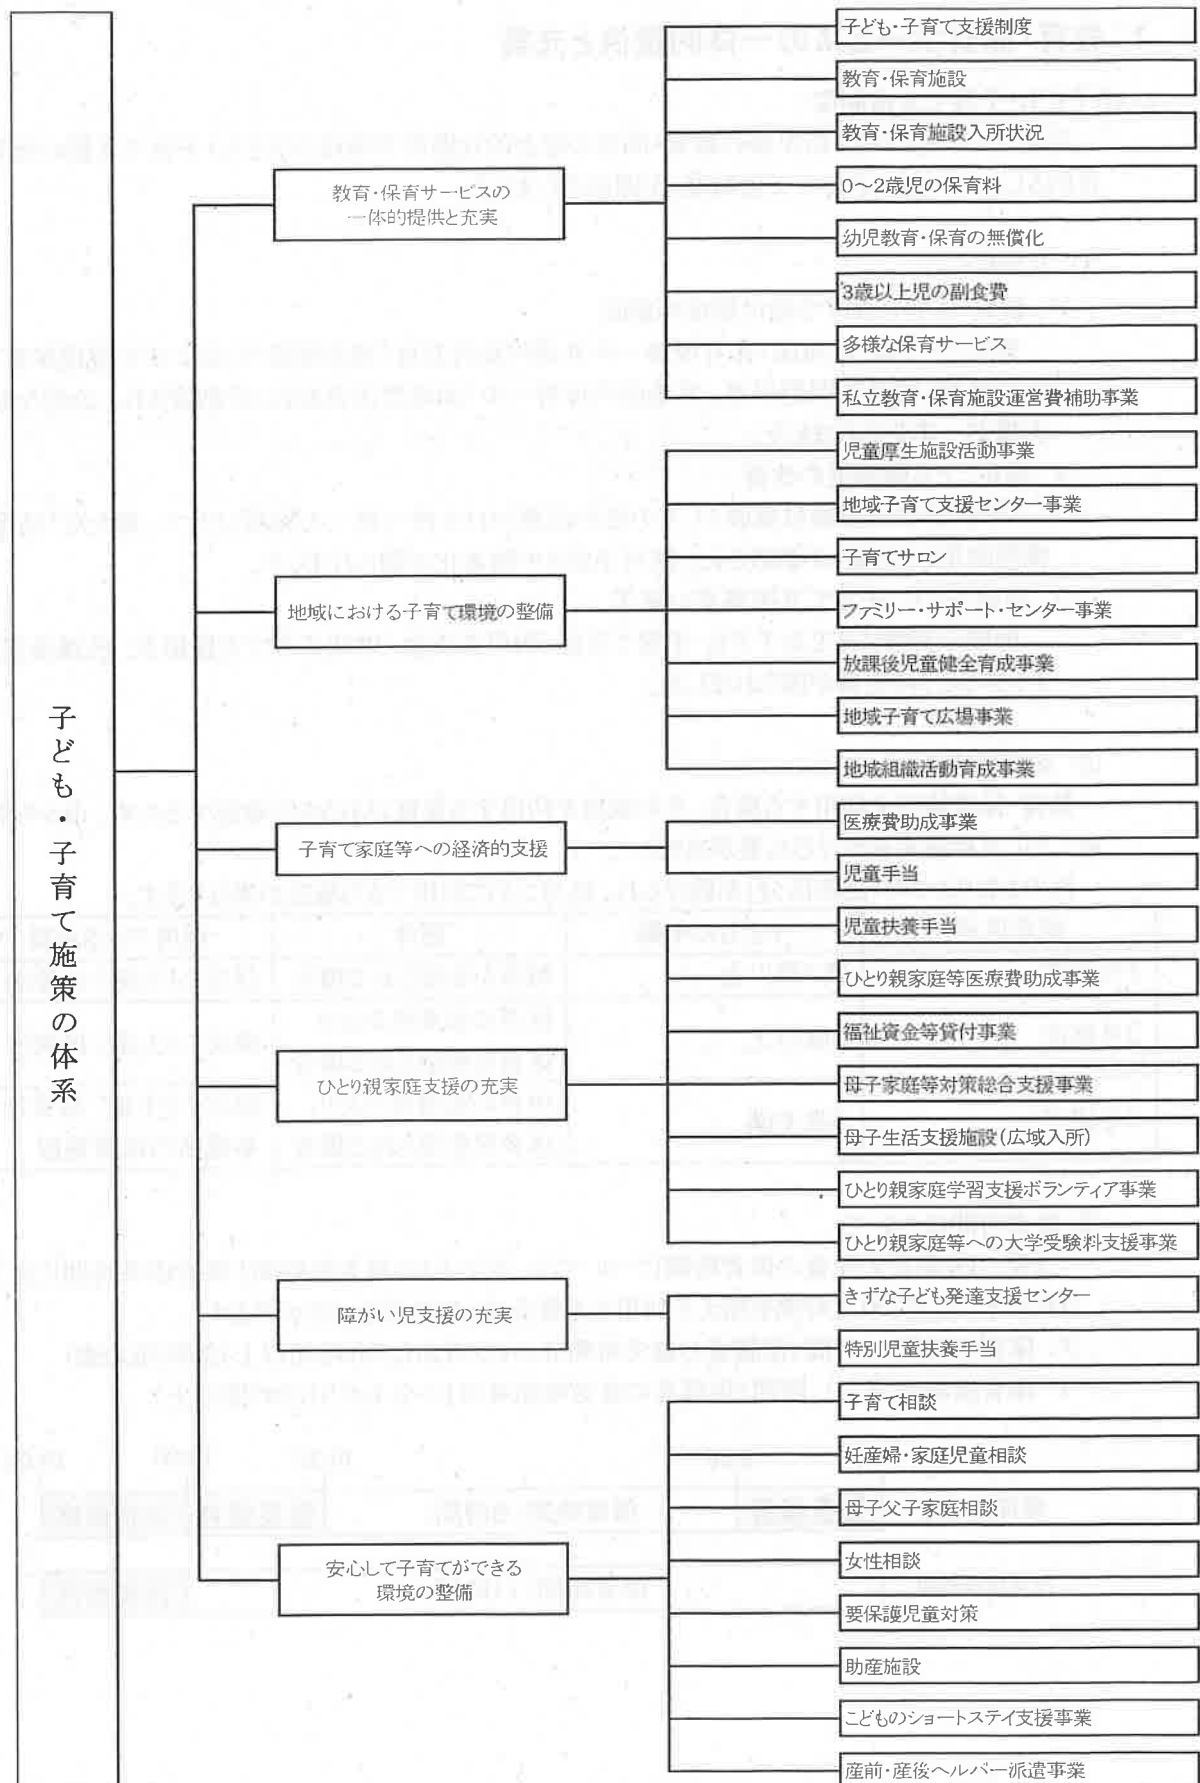 子ども・子育て施策の体系
教育・保育サービスの
一体的提供と充実
子ども・子育て支援制度
教育・保育施設
教育・保育施設入所状況
0～2歳児の保育料
幼児教育・保育の無償化
3歳以上児の副食費
多様な保育サービス
私立教育・保育施設運営費補助事業
地域における子育て環境の整備
児童厚生施設活動事業
地域子育て支援センター事業
子育てサロン
ファミリー・サポート・センター事業
放課後児童健全育成事業
地域子育て広場事業
地域組織活動育成事業
子育て家庭等への経済的支援
医療費助成事業
児童手当
ひとり親家庭支援の充実
児童扶養手当
ひとり親家庭等医療費助成事業
福祉資金等貸付事業
母子家庭等対策総合支援事業
母子生活支援施設(広域入所)
ひとり親家庭学習支援ボランティア事業
ひとり親家庭等への大学受験料支援事業
障がい児支援の充実
きずな子ども発達支援センター
特別児童扶養手当
安心して子育てができる
環境の整備
子育て相談
妊産婦・家庭児童相談
母子父子家庭相談
女性相談
要保護児童対策
助産施設
こどものショートステイ支援事業
産前・産後ヘルパー派遣事業